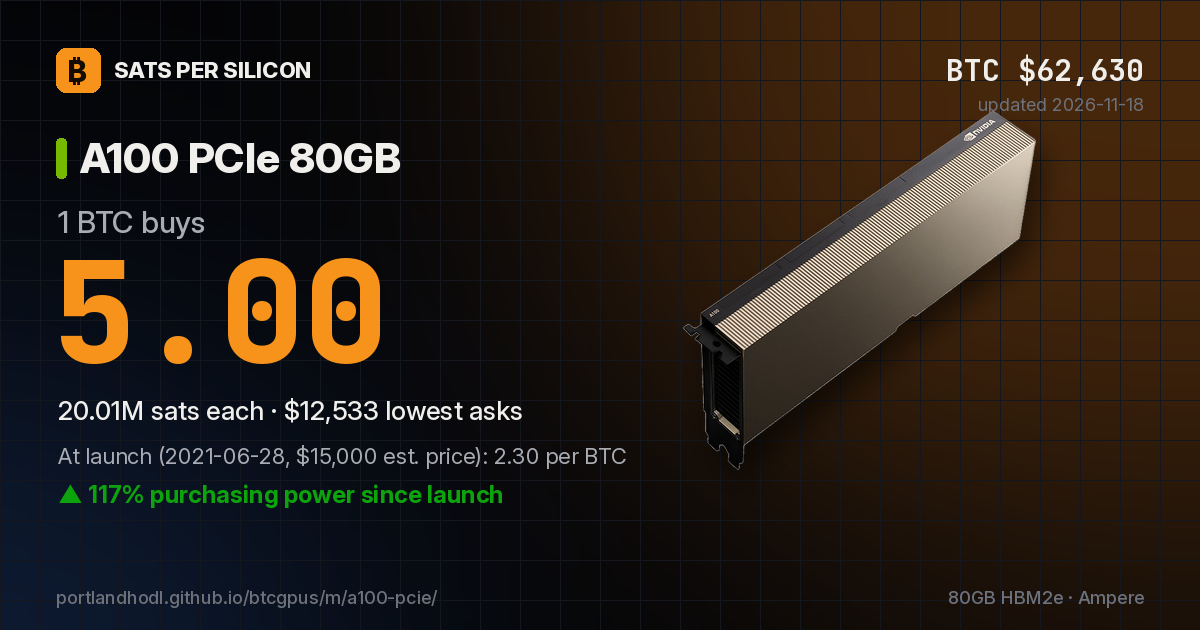 ₿ SATS PER SILICON
BTC $62,630
updated 2026-11-18
A100 PCIe 80GB
1 BTC buys
5.00
20.01M sats each · $12,533 lowest asks
At launch (2021-06-28, $15,000 est. price): 2.30 per BTC
▲ 117% purchasing power since launch
NVIDIA
A100
portlandhodl.github.io/btcgpus/m/a100-pcie/
80GB HBM2e · Ampere